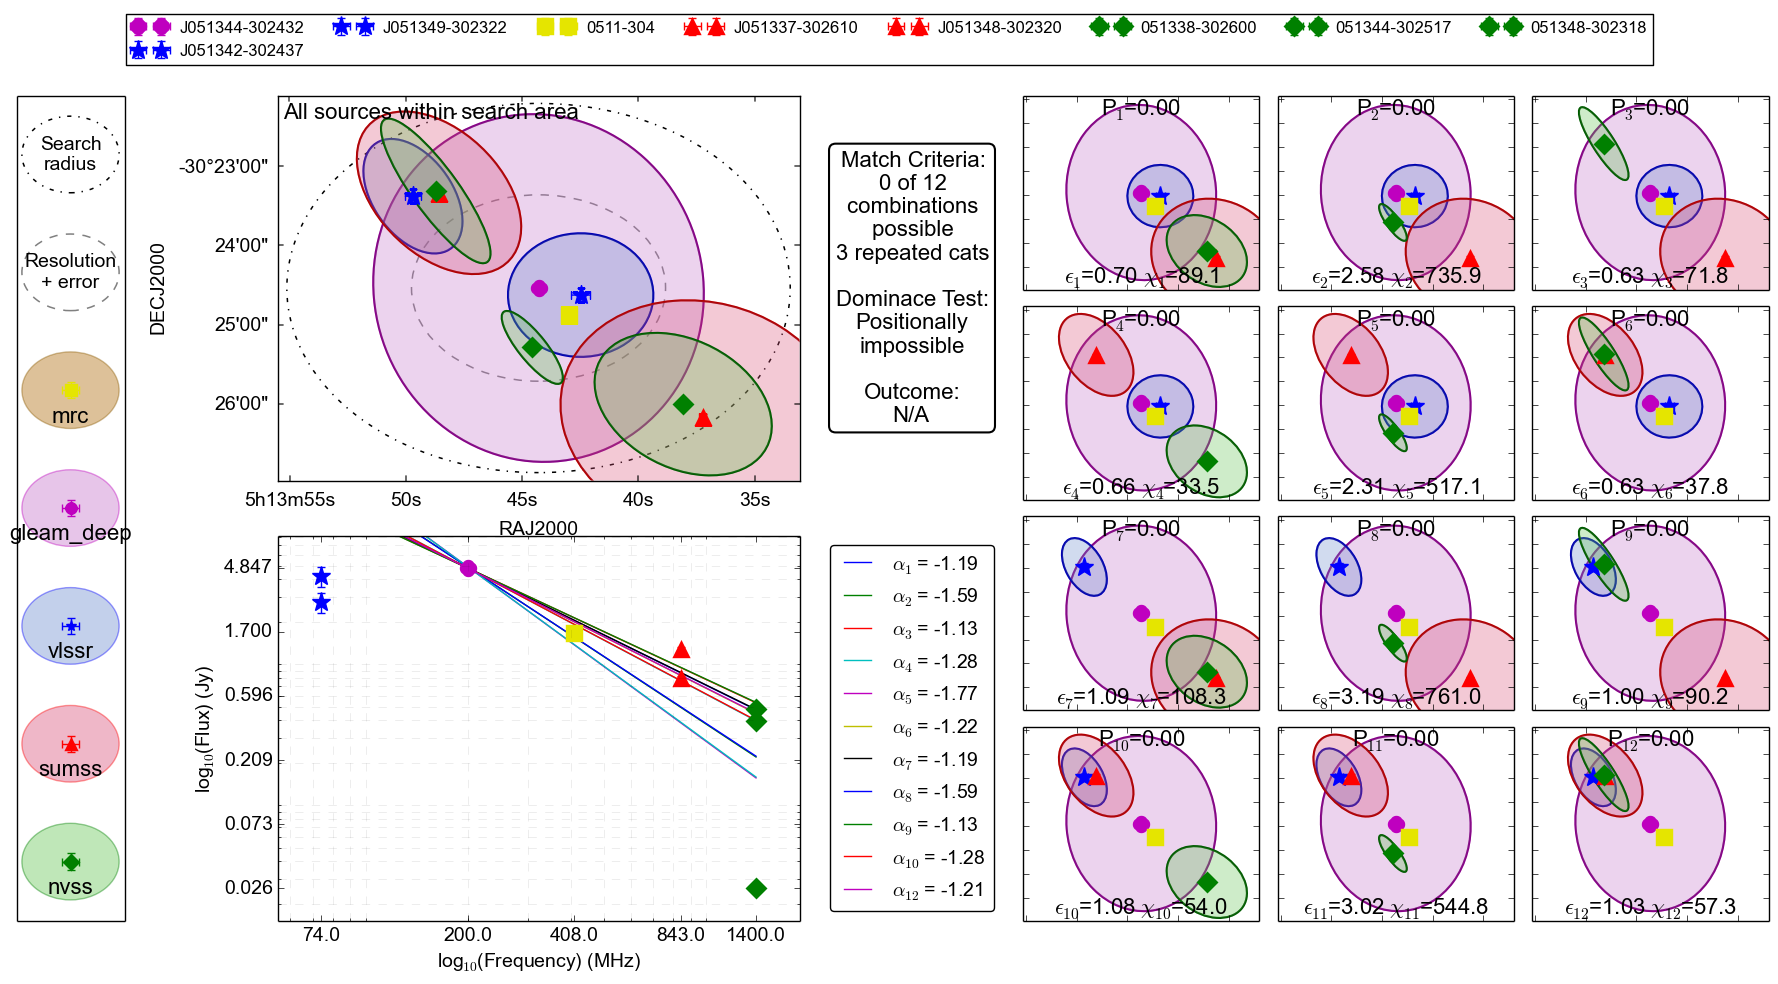 J051344-302432 J051349-302322 0511-304 J051337-302610 J051348-302320 051338-302600 051344-302517 051348-302318
J051342-302437
Search
radius
Resolution
+ error
mrc
gleam_deep
vlssr
sumss
nvss
All sources within search area
DECJ2000
-30°23'00"
24'00"
25'00"
26'00"
5h13m55s 50s 45s 40s 35s
RAJ2000
Match Criteria:
0 of 12
combinations
possible
3 repeated cats
Dominace Test:
Positionally
impossible
Outcome:
N/A
log₁₀(Flux) (Jy)
4.847
1.700
0.596
0.209
0.073
0.026
74.0 200.0 408.0 843.0 1400.0
log₁₀(Frequency) (MHz)
α₁ = -1.19
α₂ = -1.59
α₃ = -1.13
α₄ = -1.28
α₅ = -1.77
α₆ = -1.22
α₇ = -1.19
α₈ = -1.59
α₉ = -1.13
α₁₀ = -1.28
α₁₂ = -1.21
P₁=0.00
ϵ₁=0.70 χ₁=89.1
P₂=0.00
ϵ₂=2.58 χ₂=735.9
P₃=0.00
ϵ₃=0.63 χ₃=71.8
P₄=0.00
ϵ₄=0.66 χ₄=33.5
P₅=0.00
ϵ₅=2.31 χ₅=517.1
P₆=0.00
ϵ₆=0.63 χ₆=37.8
P₇=0.00
ϵ₇=1.09 χ₇=108.3
P₈=0.00
ϵ₈=3.19 χ₈=761.0
P₉=0.00
ϵ₉=1.00 χ₉=90.2
P₁₀=0.00
ϵ₁₀=1.08 χ₁₀=54.0
P₁₁=0.00
ϵ₁₁=3.02 χ₁₁=544.8
P₁₂=0.00
ϵ₁₂=1.03 χ₁₂=57.3